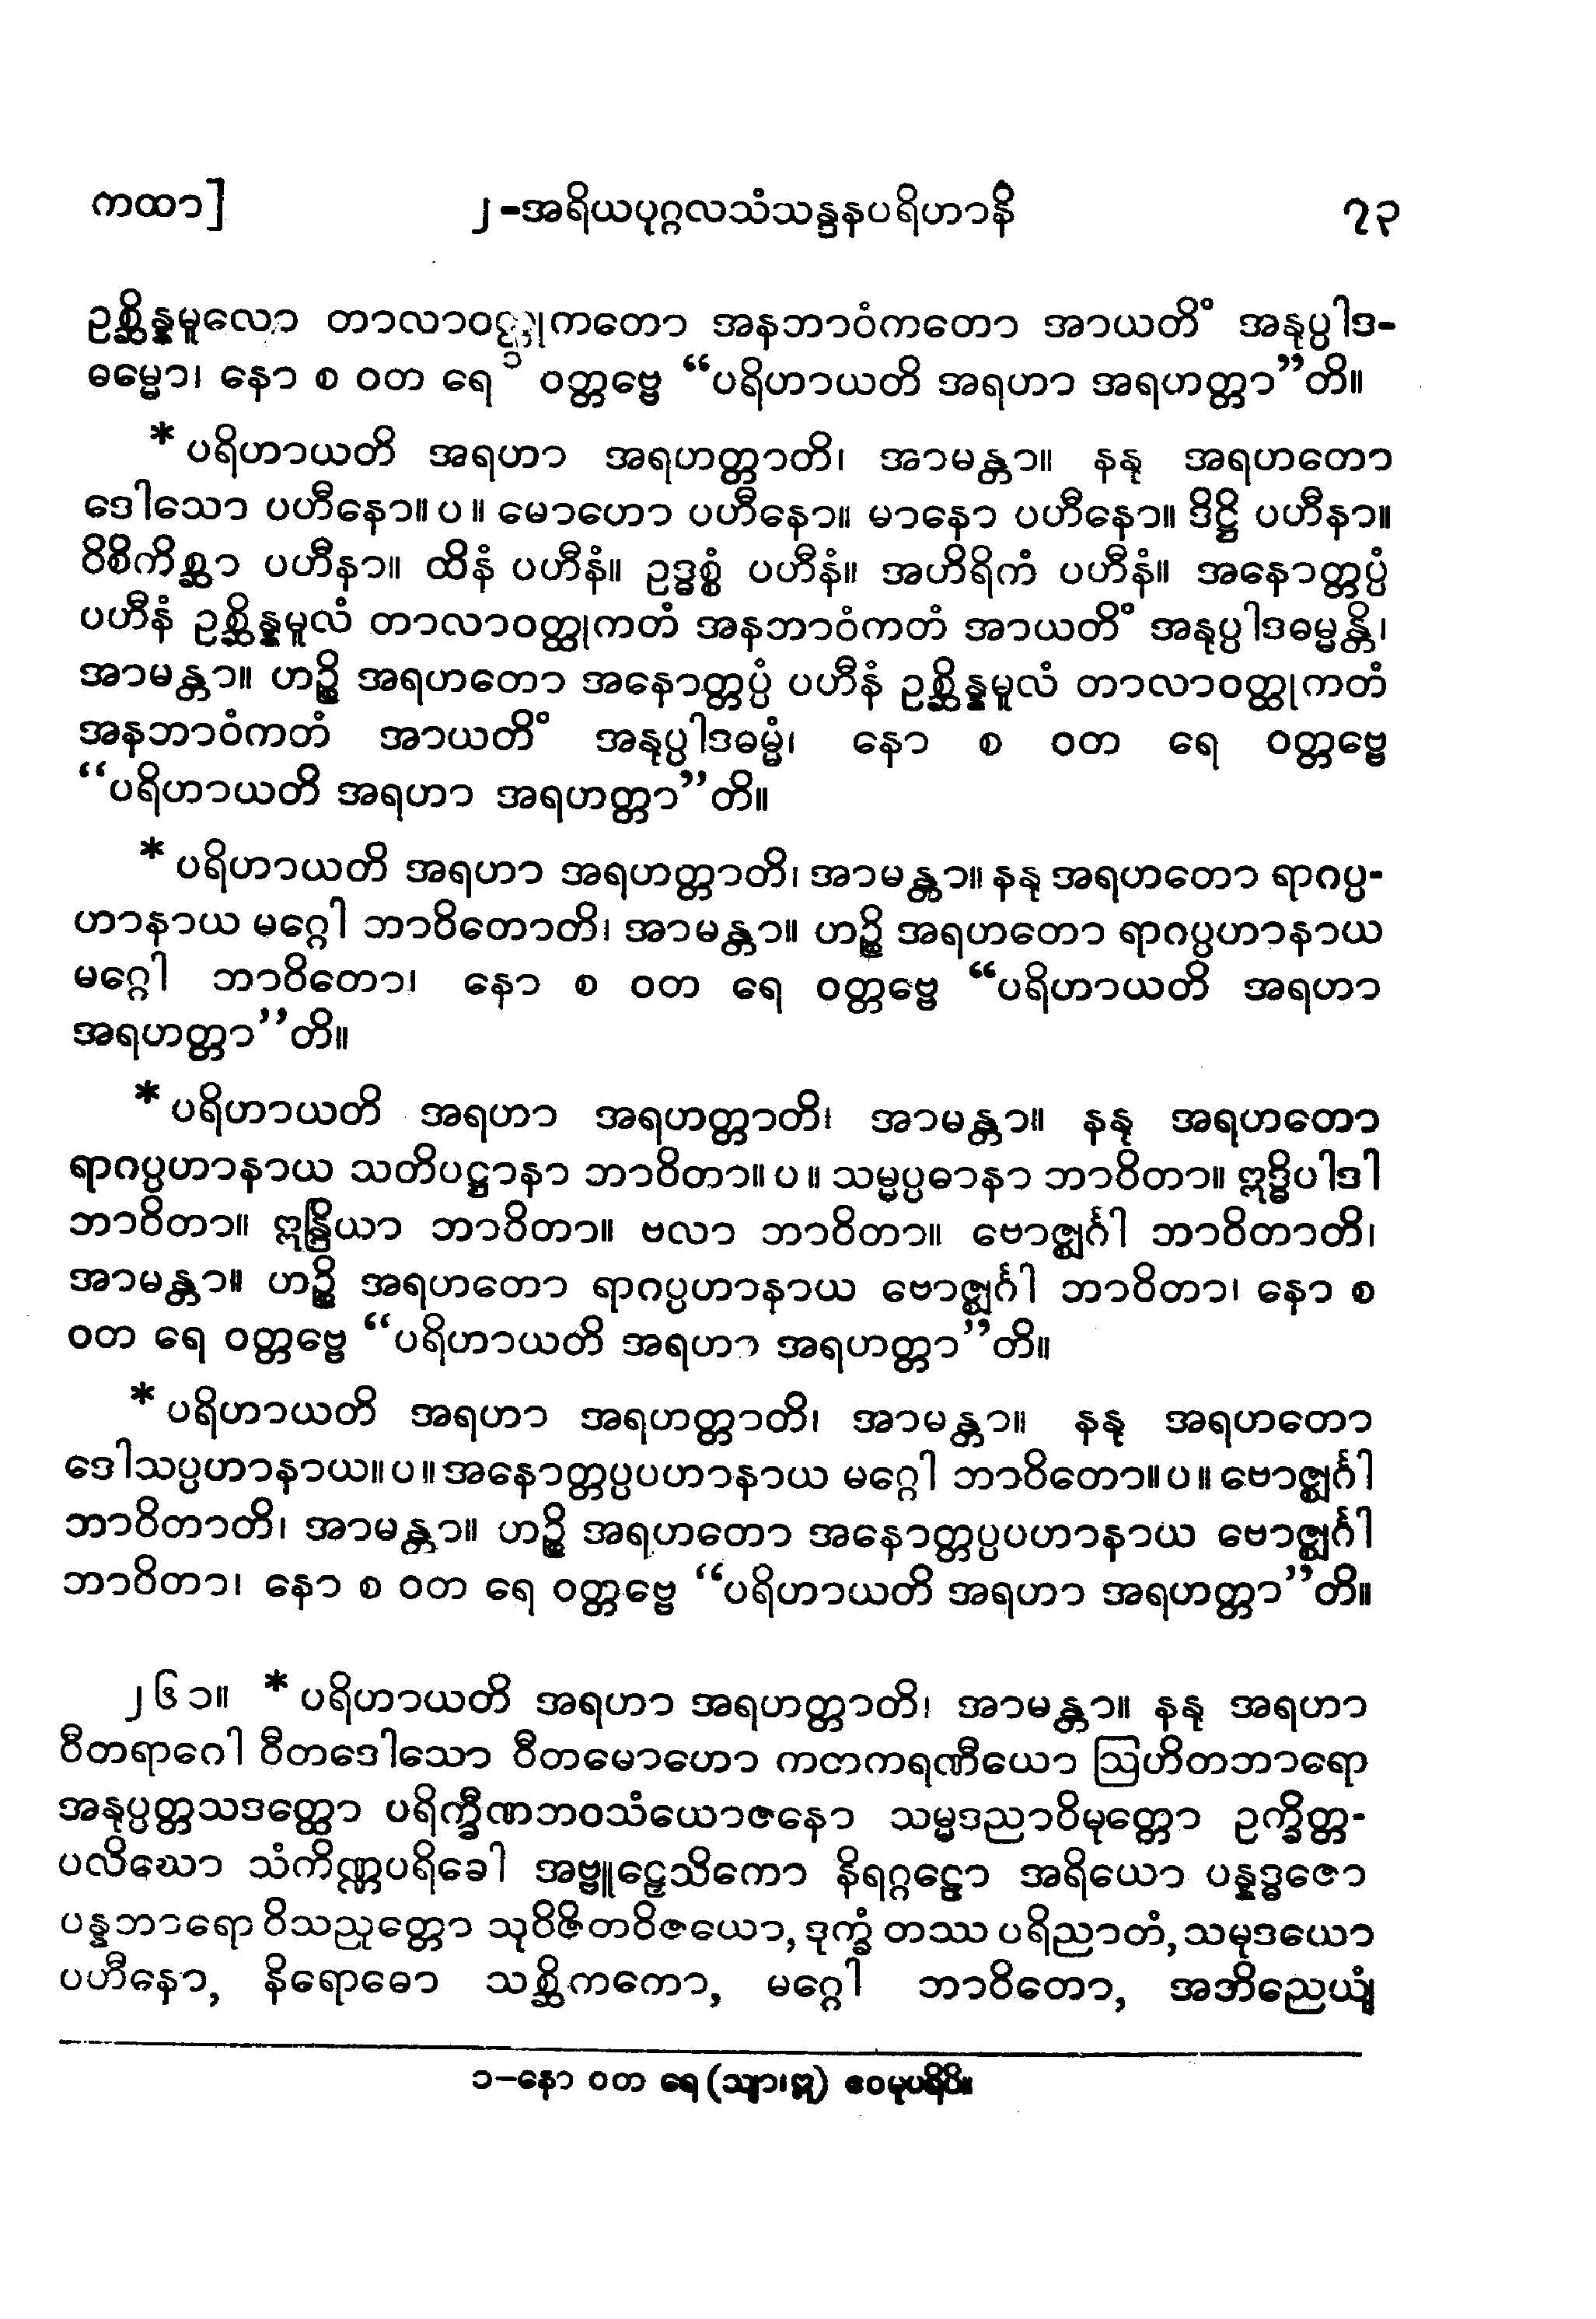 ကထာ] ၂-အရိယပုဂ္ဂလသံသန္ဒနပရိဟာနိ ၇၃
ဥစ္ဆိန္နမူလော တာလာဝတ္ထုကတော အနဘာဝံကတော အာယတိံ အနုပ္ပါဒ-
ဓမ္မော၊ နော စ ဝတ ရေ ၁ ဝတ္တဗ္ဗေ “ပရိဟာယတိ အရဟာ အရဟတ္တာ”တိ။
* ပရိဟာယတိ အရဟာ အရဟတ္တာတိ၊ အာမန္တာ။ နနု အရဟတော
ဒေါသော ပဟီနော။ ပ ။ မောဟော ပဟီနော။ မာနော ပဟီနော။ ဒိဋ္ဌိ ပဟီနာ။
ဝိစိကိစ္ဆာ ပဟီနာ။ ထိနံ ပဟီနံ။ ဥဒ္ဓစ္စံ ပဟီနံ။ အဟိရိကံ ပဟီနံ။ အနောတ္တပ္ပံ
ပဟီနံ ဥစ္ဆိန္နမူလံ တာလာဝတ္ထုကတံ အနဘာဝံကတံ အာယတိံ အနုပ္ပါဒဓမ္မန္တိ၊
အာမန္တာ။ ဟဉ္စိ အရဟတော အနောတ္တပ္ပံ ပဟီနံ ဥစ္ဆိန္နမူလံ တာလာဝတ္ထုကတံ
အနဘာဝံကတံ အာယတိံ အနုပ္ပါဒဓမ္မံ၊ နော စ ဝတ ရေ ဝတ္တဗ္ဗေ
“ပရိဟာယတိ အရဟာ အရဟတ္တာ”တိ။
* ပရိဟာယတိ အရဟာ အရဟတ္တာတိ၊ အာမန္တာ။ နနု အရဟတော ရာဂပ္ပ-
ဟာနာယ မဂ္ဂေါ ဘာဝိတောတိ၊ အာမန္တာ။ ဟဉ္စိ အရဟတော ရာဂပ္ပဟာနာယ
မဂ္ဂေါ ဘာဝိတော၊ နော စ ဝတ ရေ ဝတ္တဗ္ဗေ “ပရိဟာယတိ အရဟာ
အရဟတ္တာ”တိ။
* ပရိဟာယတိ အရဟာ အရဟတ္တာတိ၊ အာမန္တာ။ နနု အရဟတော
ရာဂပ္ပဟာနာယ သတိပဋ္ဌာနာ ဘာဝိတာ။ ပ ။ သမ္မပ္ပဓာနာ ဘာဝိတာ။ ဣဒ္ဓိပါဒါ
ဘာဝိတာ။ ဣန္ဒြိယာ ဘာဝိတာ။ ဗလာ ဘာဝိတာ။ ဗောဇ္ဈင်္ဂါ ဘာဝိတာတိ၊
အာမန္တာ။ ဟဉ္စိ အရဟတော ရာဂပ္ပဟာနာယ ဗောဇ္ဈင်္ဂါ ဘာဝိတာ၊ နော စ
ဝတ ရေ ဝတ္တဗ္ဗေ “ပရိဟာယတိ အရဟာ အရဟတ္တာ”တိ။
* ပရိဟာယတိ အရဟာ အရဟတ္တာတိ၊ အာမန္တာ။ နနု အရဟတော
ဒေါသပ္ပဟာနာယ။ ပ ။ အနောတ္တပ္ပပဟာနာယ မဂ္ဂေါ ဘာဝိတော။ ပ ။ ဗောဇ္ဈင်္ဂါ
ဘာဝိတာတိ၊ အာမန္တာ။ ဟဉ္စိ အရဟတော အနောတ္တပ္ပပဟာနာယ ဗောဇ္ဈင်္ဂါ
ဘာဝိတာ၊ နော စ ဝတ ရေ ဝတ္တဗ္ဗေ “ပရိဟာယတိ အရဟာ အရဟတ္တာ”တိ။
၂၆၁။ * ပရိဟာယတိ အရဟာ အရဟတ္တာတိ၊ အာမန္တာ။ နနု အရဟာ
ဝီတရာဂေါ ဝီတဒေါသော ဝီတမောဟော ကတကရဏီယော ဩဟိတဘာရော
အနုပ္ပတ္တသဒတ္ထော ပရိက္ခီဏဘဝသံယောဇနော သမ္မဒညာဝိမုတ္တော ဥက္ခိတ္တ-
ပလိဃော သံကိဏ္ဏပရိခေါ အဗ္ဗူဠှေသိကော နိရဂ္ဂဠော အရိယော ပန္နဒ္ဓဇော
ပန္နဘာရော ဝိသညုတ္တော သုဝိဇိတဝိဇယော, ဒုက္ခံ တဿ ပရိညာတံ, သမုဒယော
ပဟီနော, နိရောဓော သစ္ဆိကတော, မဂ္ဂေါ ဘာဝိတော, အဘိညေယျံ
၁-နော ဝတ ရေ (သျာ၊ဣ) ဧဝမုပရိပိ။